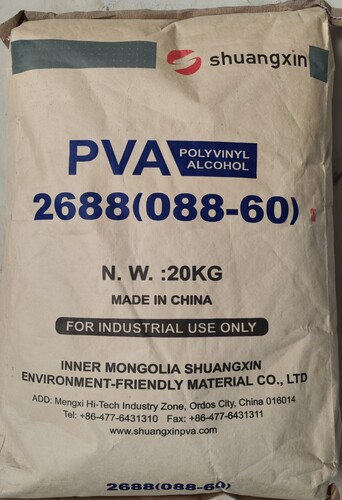 shuangxin
PVA POLYVINYL ALCOHOL
2688(088-60)
N. W. :20KG
MADE IN CHINA
FOR INDUSTRIAL USE ONLY
INNER MONGOLIA SHUANGXIN
ENVIRONMENT-FRIENDLY MATERIAL CO., LTD
ADD: Mengxi Hi-Tech Industry Zone, Ordos City, China 016014
Tel: +86-477-6431310 Fax: +86-477-6431311
www.shuangxinpva.com
2688(088-60)